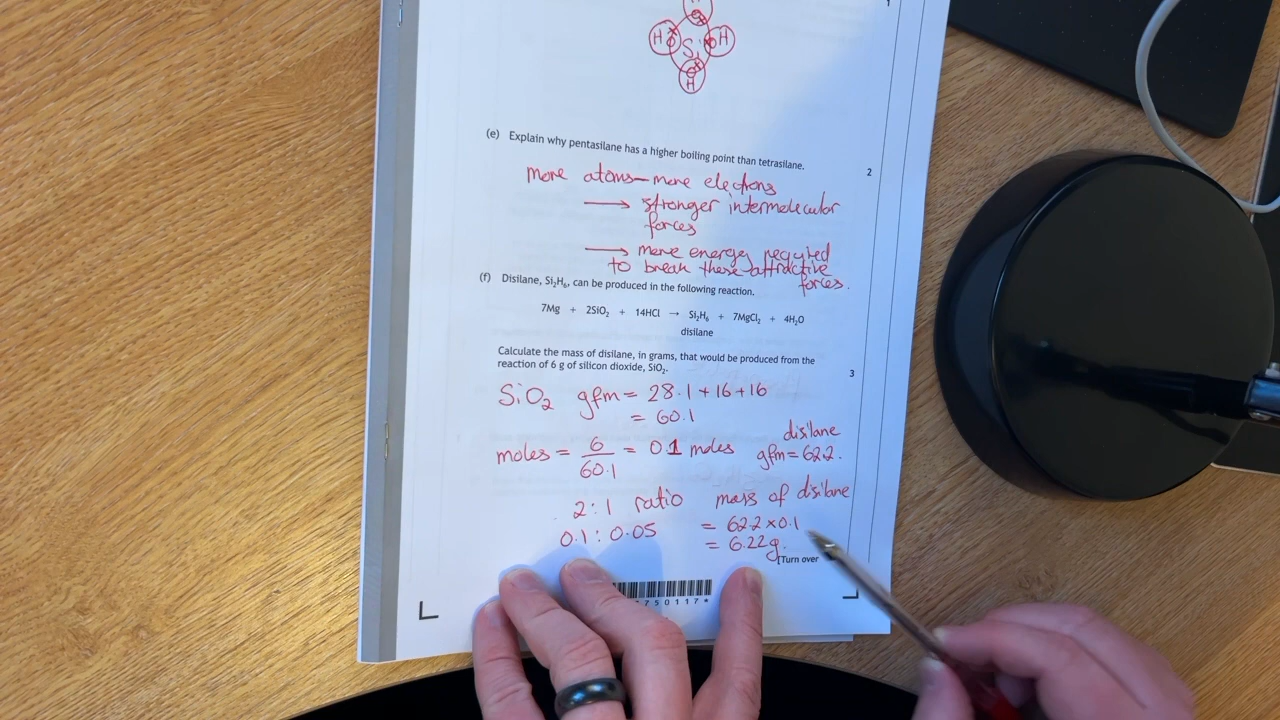 1
H
H Si H
H
(e) Explain why pentasilane has a higher boiling point than tetrasilane.
2
more atoms — more electrons
→ stronger intermolecular
forces
→ more energy required
to break these attractive
forces.
(f) Disilane, Si₂H₆, can be produced in the following reaction.
7Mg + 2SiO₂ + 14HCl → Si₂H₆ + 7MgCl₂ + 4H₂O
disilane
Calculate the mass of disilane, in grams, that would be produced from the
reaction of 6 g of silicon dioxide, SiO₂.
3
SiO₂ gfm = 28.1 + 16 + 16
= 60.1
moles = 6/60.1 = 0.1 moles
disilane
gfm = 62.2.
2:1 ratio
0.1 : 0.05
mass of disilane
= 62.2 × 0.1
= 6.22g.
[Turn over
750117*